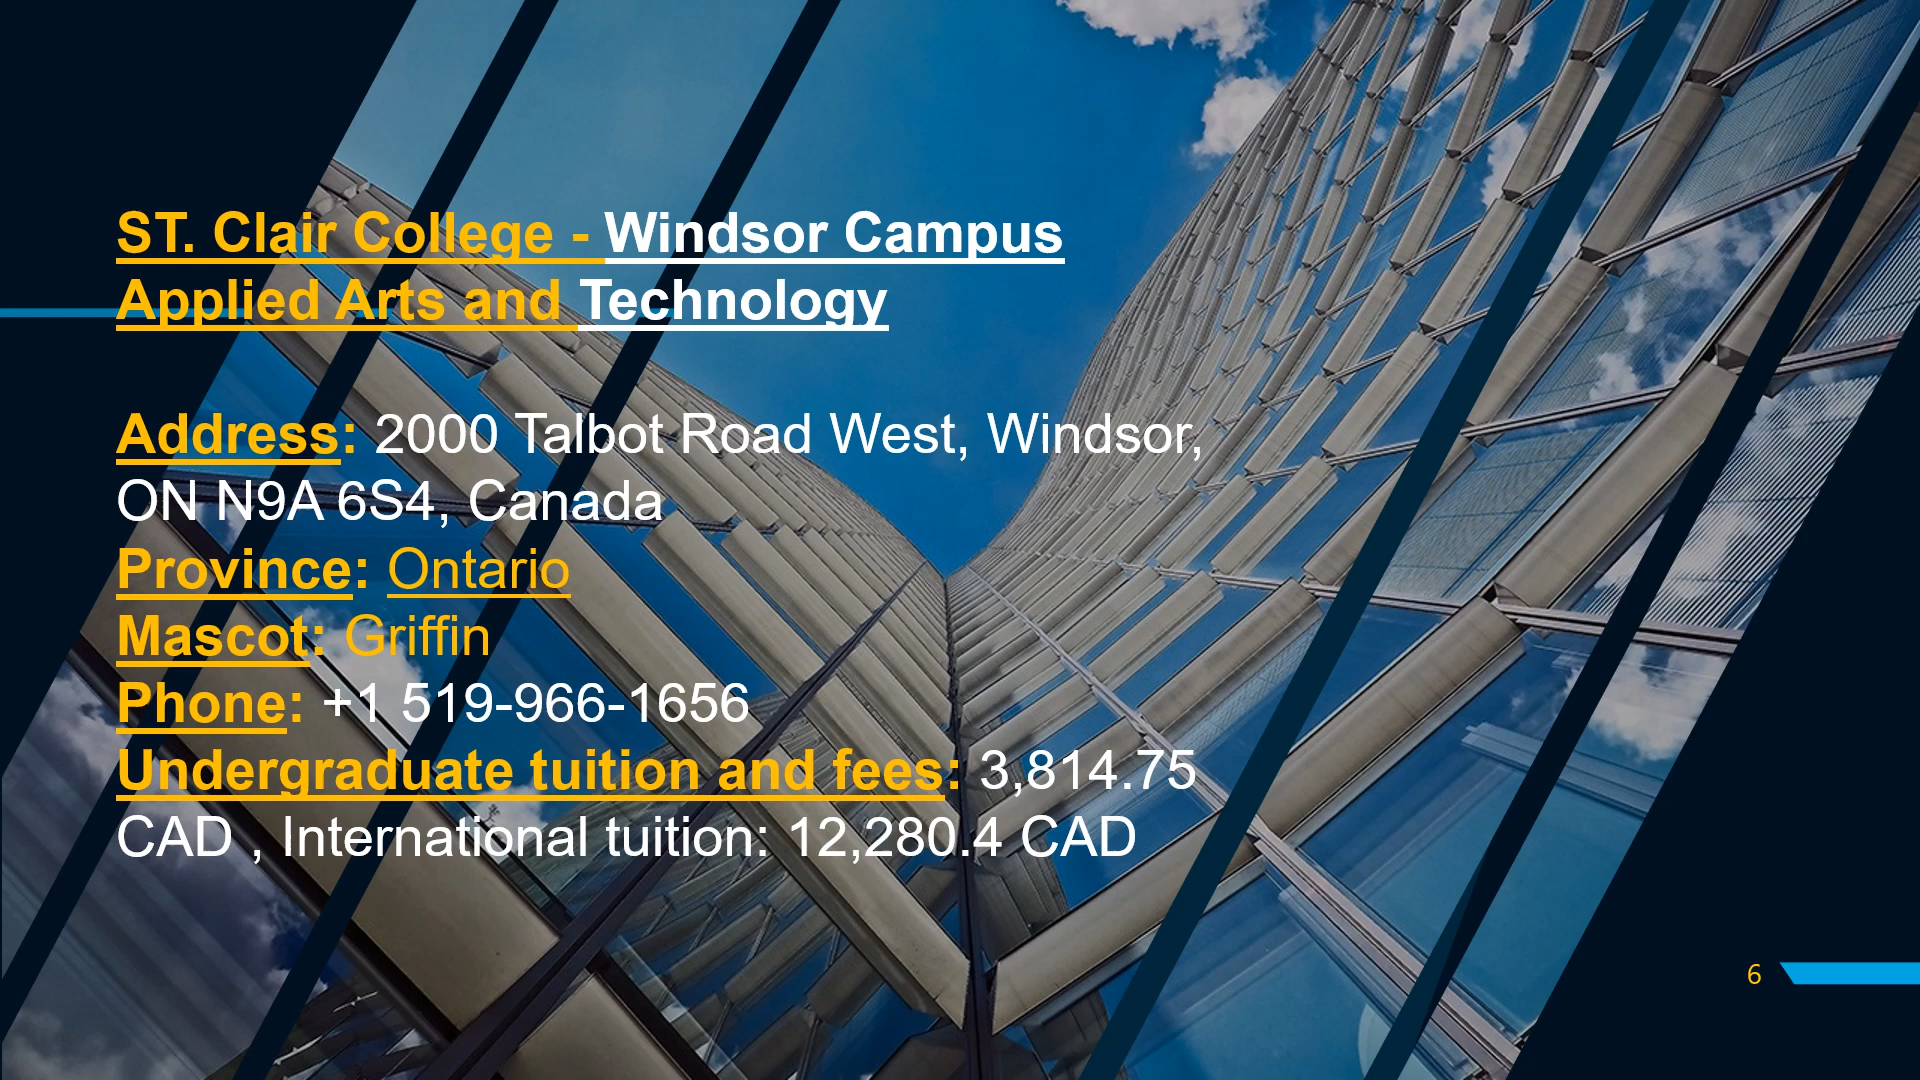 ST. Clair College - Windsor Campus
Applied Arts and Technology
Address: 2000 Talbot Road West, Windsor,
ON N9A 6S4, Canada
Province: Ontario
Mascot: Griffin
Phone: +1 519-966-1656
Undergraduate tuition and fees: 3,814.75
CAD , International tuition: 12,280.4 CAD
6